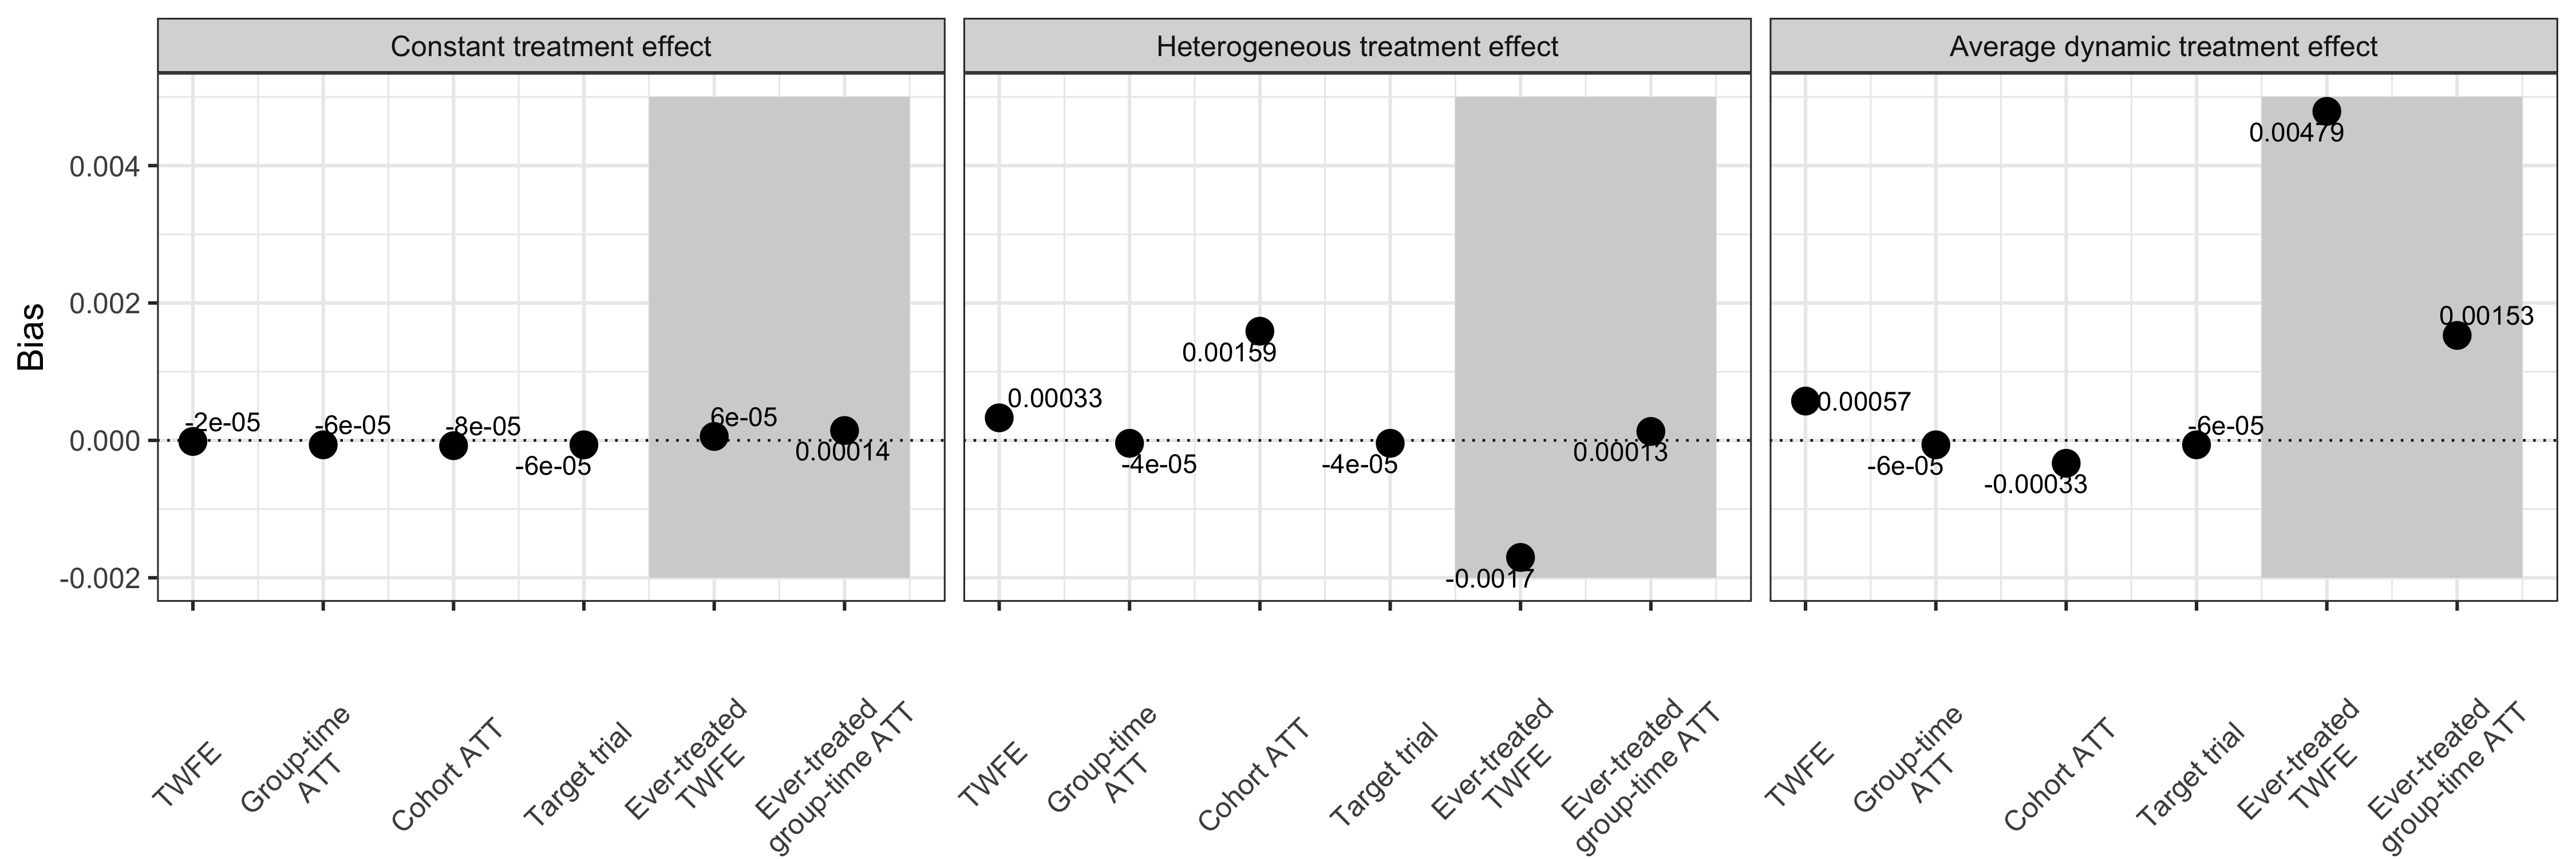 Constant treatment effect
Heterogeneous treatment effect
Average dynamic treatment effect
Bias
0.004
0.002
0.000
-0.002
-2e-05
-6e-05
-8e-05
-6e-05
6e-05
0.00014
0.00033
-4e-05
0.00159
-4e-05
-0.0017
0.00013
0.00057
-6e-05
-0.00033
-6e-05
0.00479
0.00153
TWFE
Group-time
ATT
Cohort ATT
Target trial
Ever-treated
TWFE
Ever-treated
group-time ATT
TWFE
Group-time
ATT
Cohort ATT
Target trial
Ever-treated
TWFE
Ever-treated
group-time ATT
TWFE
Group-time
ATT
Cohort ATT
Target trial
Ever-treated
TWFE
Ever-treated
group-time ATT